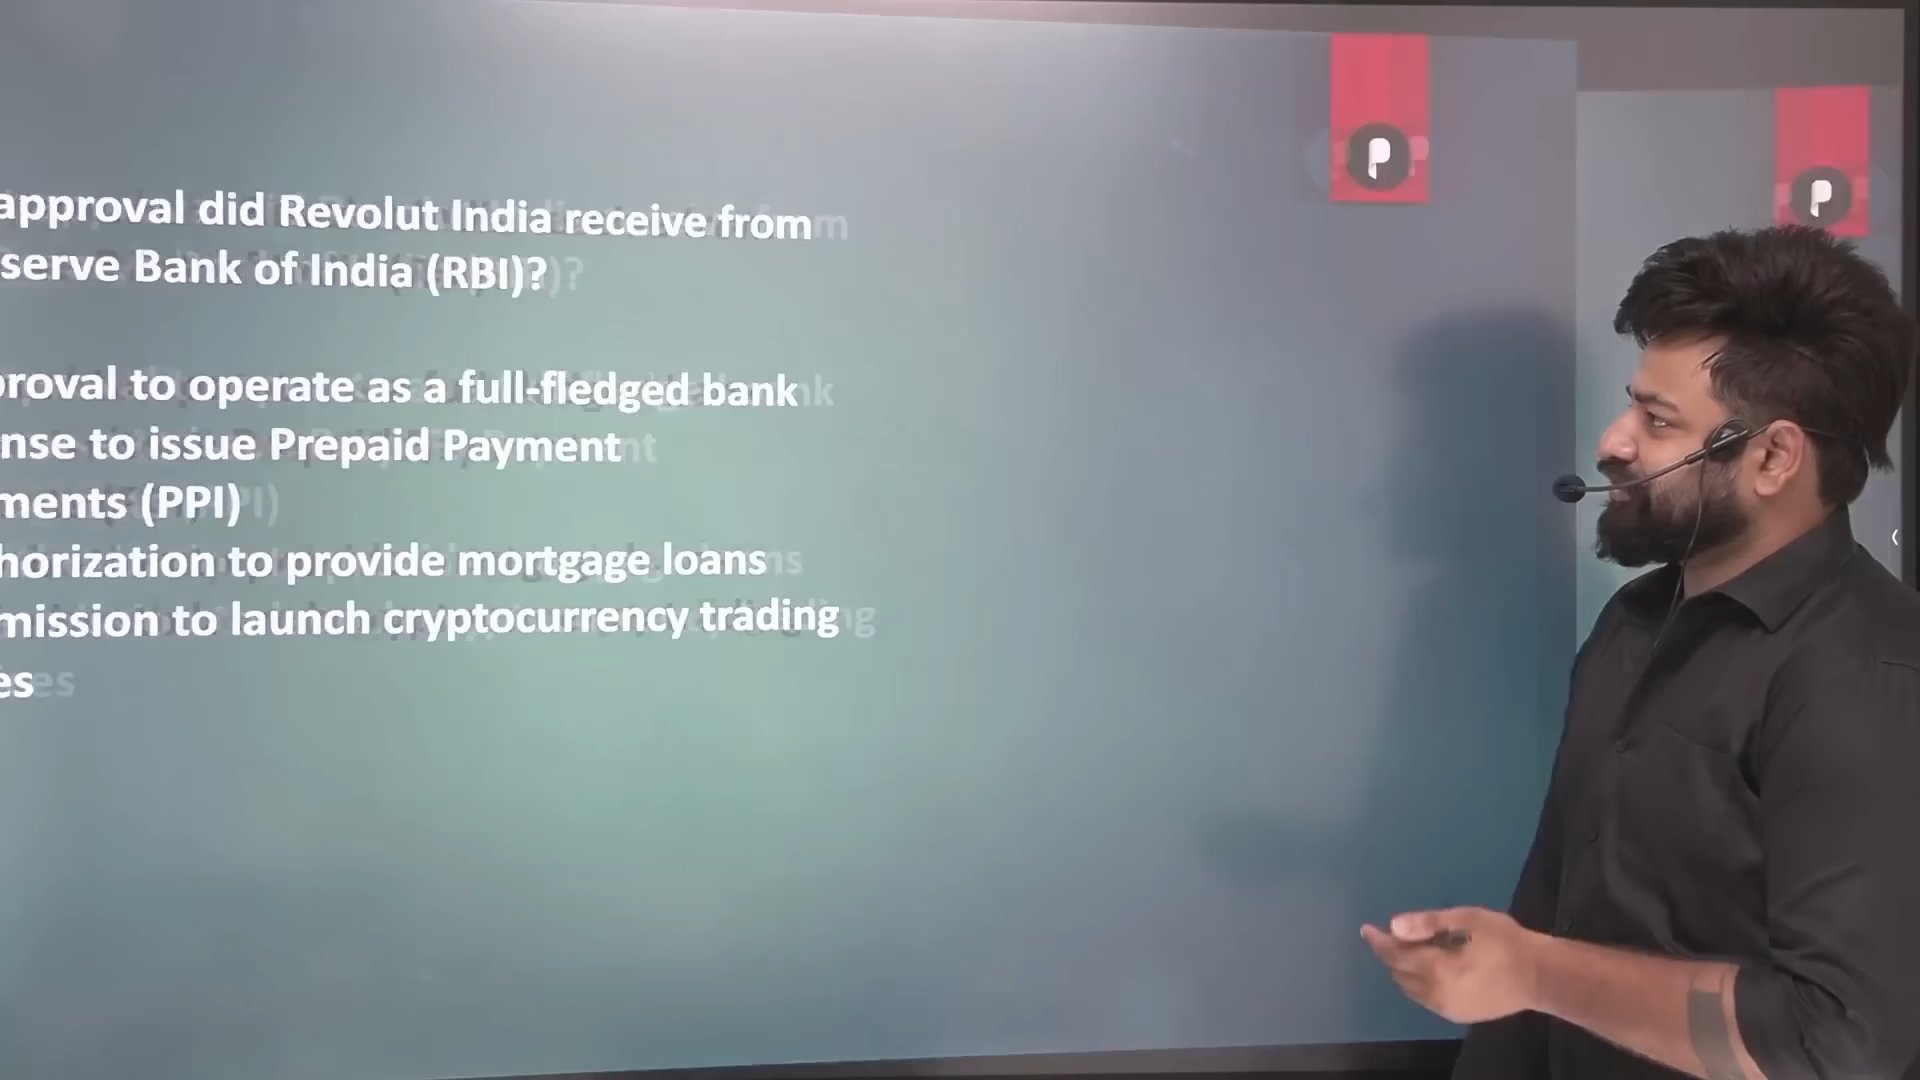 approval did Revolut India receive from
serve Bank of India (RBI)?
proval to operate as a full-fledged bank
nse to issue Prepaid Payment
ments (PPI)
horization to provide mortgage loans
mission to launch cryptocurrency trading
es